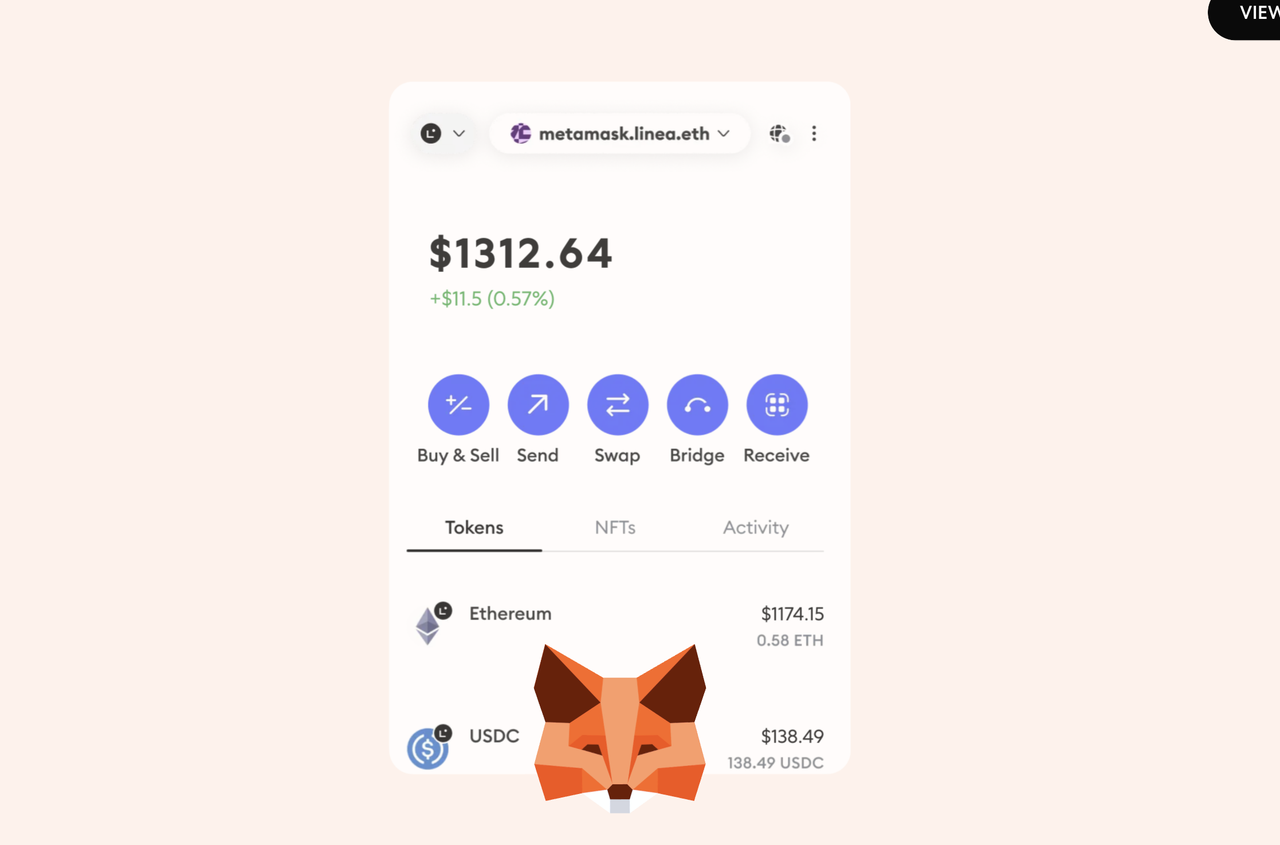 VIEW
metamask.linea.eth
$1312.64
+$11.5 (0.57%)
Buy & Sell Send Swap Bridge Receive
Tokens NFTs Activity
Ethereum $1174.15
0.58 ETH
USDC $138.49
138.49 USDC